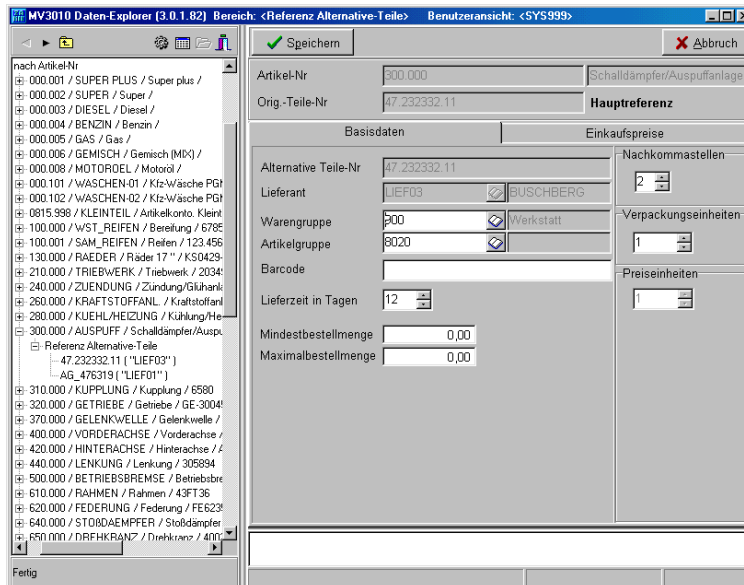 MV3010 Daten-Explorer (3.0.1.82) Bereich: <Referenz Alternative-Teile> Benutzeransicht: <SYS999>
Speichern
Abbruch
nach Artikel-Nr
000.001 / SUPER PLUS / Super plus /
000.002 / SUPER / Super /
000.003 / DIESEL / Diesel /
000.004 / BENZIN / Benzin /
000.005 / GAS / Gas /
000.006 / GEMISCH / Gemisch (MIX) /
000.008 / MOTOROEL / Motoröl /
000.101 / WASCHEN-01 / Kfz-Wäsche PGN
000.102 / WASCHEN-02 / Kfz-Wäsche PGN
0815.998 / KLEINTEIL / Artikelkonto. Kleint
100.000 / WST_REIFEN / Bereifung / 6785
100.001 / SAM_REIFEN / Reifen / 123.456
130.000 / RAEDER / Räder 17 " / KS0429-
210.000 / TRIEBWERK / Triebwerk / 2034
240.000 / ZUENDUNG / Zündung/Glühanla
260.000 / KRAFTSTOFFANL. / Kraftstoffanl
280.000 / KUEHL/HEIZUNG / Kühlung/He
300.000 / AUSPUFF / Schalldämpfer/Auspu
Referenz Alternative-Teile
47.232332.11 ( "LIEF03" )
AG_476319 ( "LIEF01" )
310.000 / KUPPLUNG / Kupplung / 6580
320.000 / GETRIEBE / Getriebe / GE-3004
370.000 / GELENKWELLE / Gelenkwelle /
400.000 / VORDERACHSE / Vorderachse /
420.000 / HINTERACHSE / Hinterachse / A
440.000 / LENKUNG / Lenkung / 305894
500.000 / BETRIEBSBREMSE / Betriebsbre
610.000 / RAHMEN / Rahmen / 43FT36
620.000 / FEDERUNG / Federung / FE623
640.000 / STOßDAEMPFER / Stoßdämpfer
650.000 / DREHKRANZ / Drehkranz / 400
Fertig
Artikel-Nr 300.000 Schalldämpfer/Auspuffanlage
Orig.-Teile-Nr 47.232332.11 Hauptreferenz
Basisdaten Einkaufspreise
Alternative Teile-Nr 47.232332.11
Lieferant LIEF03 BUSCHBERG
Warengruppe 900 Werkstatt
Artikelgruppe 8020
Barcode
Lieferzeit in Tagen 12
Mindestbestellmenge 0,00
Maximalbestellmenge 0,00
Nachkommastellen
2
Verpackungseinheiten
1
Preiseinheiten
1